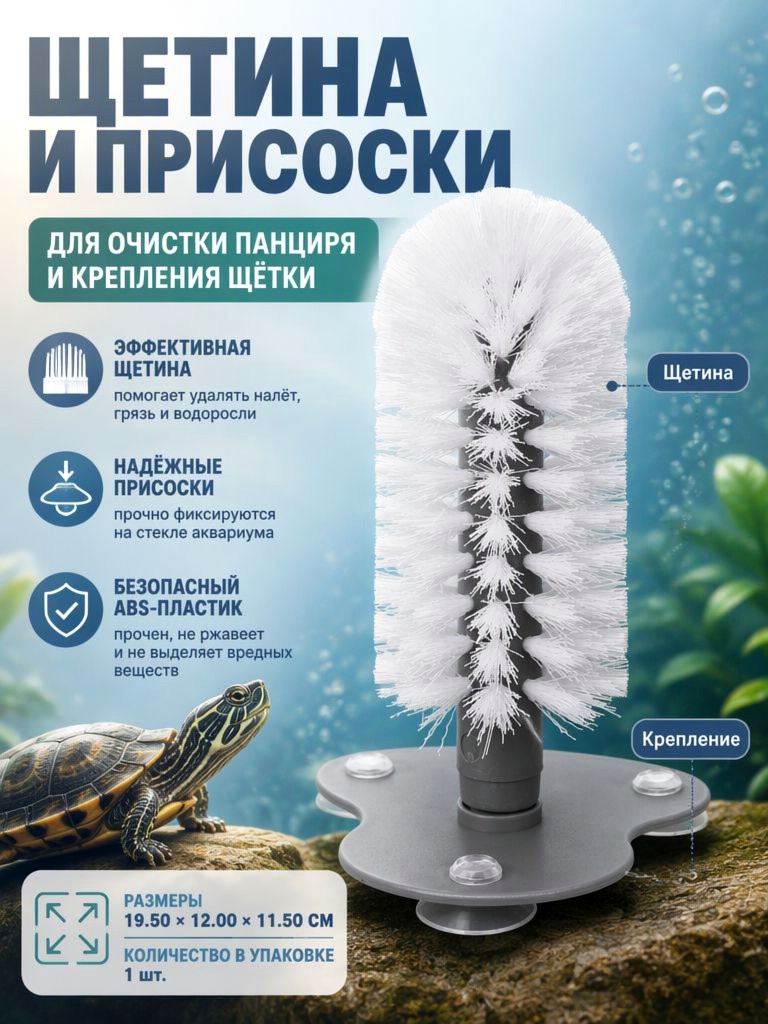 ЩЕТИНА
И ПРИСОСКИ
ДЛЯ ОЧИСТКИ ПАНЦИРЯ
И КРЕПЛЕНИЯ ЩЁТКИ
ЭФФЕКТИВНАЯ
ЩЕТИНА
помогает удалять налёт,
грязь и водоросли
НАДЁЖНЫЕ
ПРИСОСКИ
прочно фиксируются
на стекле аквариума
БЕЗОПАСНЫЙ
ABS-ПЛАСТИК
прочен, не ржавеет
и не выделяет вредных
веществ
Щетина
Крепление
РАЗМЕРЫ
19.50 × 12.00 × 11.50 СМ
КОЛИЧЕСТВО В УПАКОВКЕ
1 шт.